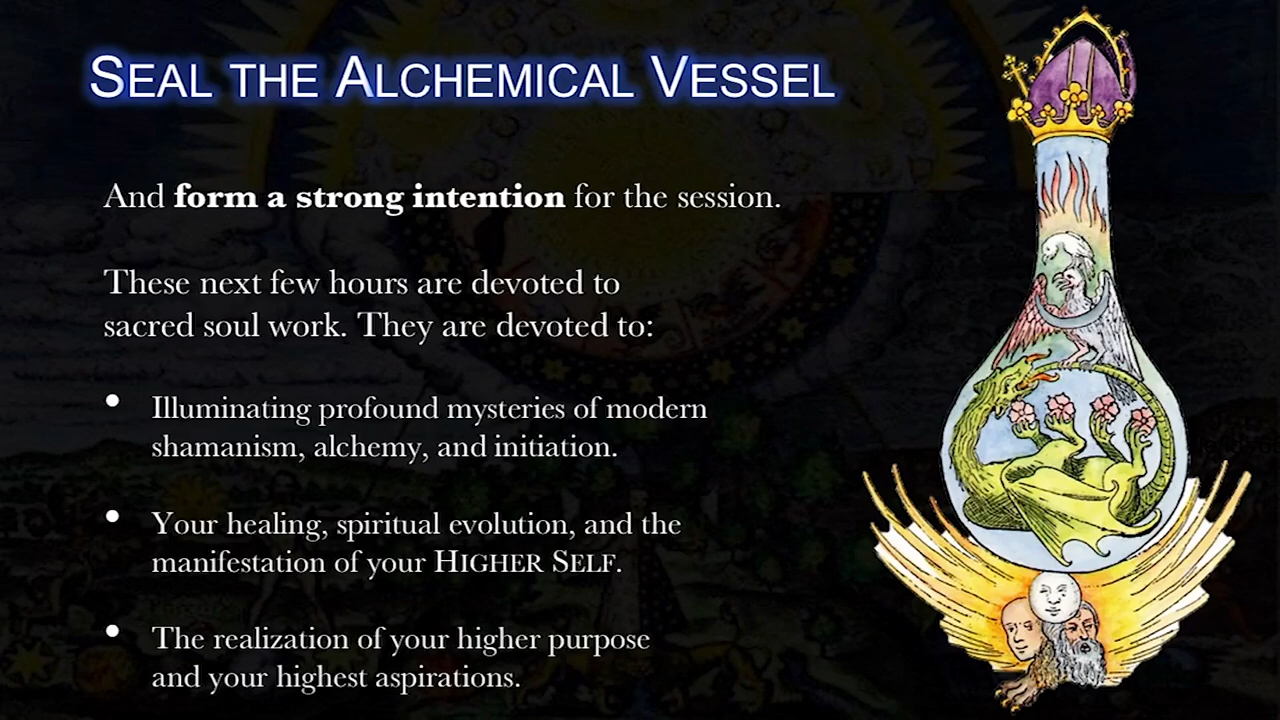 SEAL THE ALCHEMICAL VESSEL
And form a strong intention for the session.
These next few hours are devoted to
sacred soul work. They are devoted to:
• Illuminating profound mysteries of modern
shamanism, alchemy, and initiation.
• Your healing, spiritual evolution, and the
manifestation of your HIGHER SELF.
• The realization of your higher purpose
and your highest aspirations.